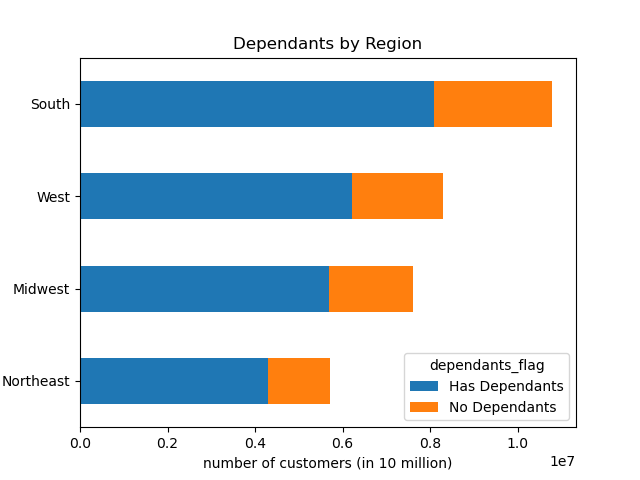 Dependants by Region
South
West
Midwest
Northeast
dependants_flag
Has Dependants
No Dependants
0.0 0.2 0.4 0.6 0.8 1.0
1e7
number of customers (in 10 million)